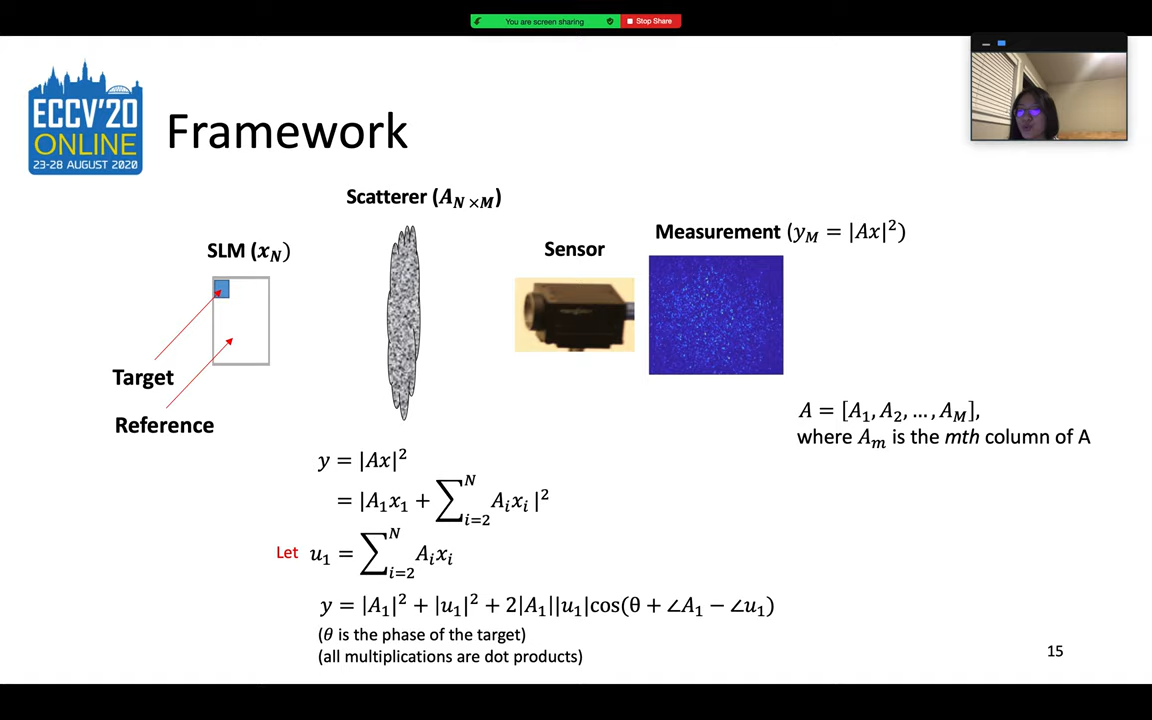 You are screen sharing
Stop Share
ECCV'20
ONLINE
23-28 AUGUST 2020
Framework
Scatterer (A_{N×M})
SLM (x_N)
Sensor
Measurement (y_M = |Ax|²)
Target
Reference
A = [A_1, A_2, ..., A_M],
where A_m is the mth column of A
y = |Ax|²
= |A_1x_1 + ∑_{i=2}^{N} A_ix_i |²
Let u_1 = ∑_{i=2}^{N} A_ix_i
y = |A_1|² + |u_1|² + 2|A_1||u_1|cos(θ + ∠A_1 − ∠u_1)
(θ is the phase of the target)
(all multiplications are dot products)
15